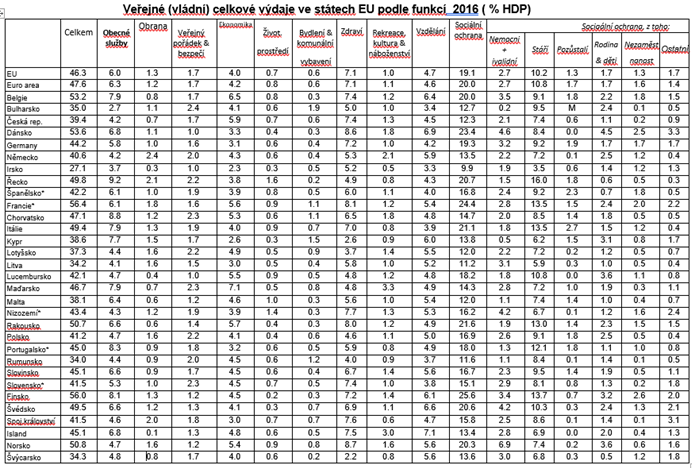 Veřejné (vládní) celkové výdaje ve státech EU podle funkcí 2016 ( % HDP)
Celkem Obecné služby Obrana Veřejný pořádek & bezpečí Ekonomika Život. prostředí Bydlení & komunální vybavení Zdraví Rekreace, kultura & náboženství Vzdělání Sociální ochrana Sociální ochrana, z toho:
Nemocní + ivalidní Stáří Pozůstalí Rodina & děti Nezaměst nanost Ostatní
EU 46.3 6.0 1.3 1.7 4.0 0.7 0.6 7.1 1.0 4.7 19.1 2.7 10.2 1.3 1.7 1.3 1.7
Euro area 47.6 6.3 1.2 1.7 4.2 0.8 0.6 7.1 1.1 4.6 20.0 2.7 10.8 1.7 1.7 1.6 1.4
Belgie 53.2 7.9 0.8 1.7 6.5 0.8 0.3 7.4 1.2 6.4 20.0 3.5 9.1 1.8 2.2 1.8 1.5
Bulharsko 35.0 2.7 1.1 2.4 4.1 0.6 1.9 5.0 1.0 3.4 12.7 0.2 9.5 M 2.4 0.1 0.5
Česká rep. 39.4 4.2 0.7 1.7 5.9 0.7 0.6 7.4 1.3 4.5 12.3 2.1 7.4 0.6 1.1 0.2 0.9
Dánsko 53.6 6.8 1.1 1.0 3.3 0.4 0.3 8.6 1.8 6.9 23.4 4.6 8.4 0.0 4.5 2.5 3.3
Germany 44.2 5.8 1.0 1.6 3.1 0.6 0.4 7.2 1.0 4.2 19.3 3.2 9.2 1.9 1.7 1.7 1.7
Německo 40.6 4.2 2.4 2.0 4.3 0.6 0.4 5.3 2.1 5.9 13.5 2.2 7.2 0.1 2.5 1.2 0.4
Irsko 27.1 3.7 0.3 1.0 2.3 0.3 0.5 5.2 0.5 3.3 9.9 1.9 3.5 0.6 1.4 1.2 1.3
Řecko 49.8 9.2 2.1 2.2 3.8 1.6 0.2 4.9 0.8 4.3 20.7 1.5 16.0 1.8 0.6 0.5 0.3
Španělsko* 42.2 6.1 1.0 1.9 3.9 0.8 0.5 6.0 1.1 4.0 16.8 2.4 9.2 2.3 0.7 1.8 0.5
Francie* 56.4 6.1 1.8 1.6 5.6 0.9 1.1 8.1 1.2 5.4 24.4 2.8 13.5 1.5 2.4 2.0 2.2
Chorvatsko 47.1 8.8 1.2 2.3 5.3 0.6 1.1 6.5 1.8 4.8 14.7 2.0 8.5 1.4 1.8 0.5 0.5
Itálie 49.4 7.9 1.3 1.9 4.0 0.9 0.7 7.0 0.8 3.9 21.1 1.8 13.5 2.7 1.5 1.2 0.4
Kypr 38.6 7.7 1.5 1.7 2.6 0.3 1.5 2.6 0.9 6.0 13.8 0.5 6.2 1.5 3.1 0.8 1.7
Lotyšsko 37.3 4.4 1.6 2.2 4.9 0.5 0.9 3.7 1.4 5.5 12.0 2.2 7.2 0.2 1.2 0.5 0.7
Litva 34.2 4.1 1.6 1.5 3.0 0.5 0.4 5.8 1.0 5.2 11.2 3.1 5.9 0.3 1.0 0.5 0.4
Lucembursko 42.1 4.7 0.4 1.0 5.5 0.9 0.5 4.8 1.2 4.8 18.2 1.8 10.8 0.0 3.6 1.1 0.8
Maďarsko 46.7 7.9 0.7 2.3 7.1 0.5 0.8 4.8 3.3 4.9 14.3 2.8 7.2 1.0 1.9 0.3 1.1
Malta 38.1 6.4 0.6 1.2 4.6 1.0 0.3 5.6 1.0 5.4 12.0 1.1 7.4 1.4 1.0 0.4 0.7
Nizozemí* 43.4 4.3 1.2 1.9 3.9 1.4 0.3 7.7 1.3 5.3 16.2 4.2 6.7 0.1 1.2 1.6 2.4
Rakousko 50.7 6.6 0.6 1.4 5.7 0.4 0.3 8.0 1.2 4.9 21.6 1.9 13.0 1.4 2.3 1.5 1.5
Polsko 41.2 4.7 1.6 2.2 4.1 0.4 0.6 4.6 1.1 5.0 16.9 2.6 9.1 1.8 2.5 0.5 0.4
Portugalsko* 45.0 8.3 0.9 1.8 3.2 0.6 0.5 5.9 0.8 4.9 18.0 1.3 12.1 1.8 1.1 1.0 0.8
Rumunsko 34.0 4.4 0.9 2.0 4.5 0.6 1.2 4.0 0.9 3.7 11.6 1.1 8.4 0.1 1.4 0.1 0.5
Slovinsko 45.1 6.6 0.9 1.7 4.5 0.6 0.4 6.7 1.4 5.6 16.7 2.3 9.5 1.4 1.9 0.5 1.1
Slovensko* 41.5 5.3 1.0 2.3 4.5 0.7 0.5 7.4 1.0 3.8 15.1 2.9 8.1 0.8 1.3 0.2 1.8
Finsko 56.0 8.1 1.3 1.2 4.5 0.2 0.3 7.2 1.4 6.1 25.6 3.4 13.7 0.7 3.2 2.6 2.0
Švédsko 49.5 6.6 1.2 1.3 4.1 0.3 0.7 6.9 1.1 6.6 20.6 4.2 10.3 0.3 2.4 1.3 2.1
Spoj.království 41.5 4.6 2.0 1.8 3.0 0.7 0.7 7.6 0.6 4.7 15.8 2.5 8.6 0.1 1.4 0.1 3.1
Island 45.1 6.8 0.1 1.3 4.8 0.6 0.5 7.5 3.0 7.1 13.4 2.8 6.9 0.0 2.0 0.4 1.3
Norsko 50.8 4.7 1.6 1.2 5.4 0.9 0.8 8.7 1.6 5.6 20.3 6.9 7.4 0.2 3.6 0.6 1.6
Švýcarsko 34.3 4.8 0.8 1.7 4.0 0.6 0.2 2.2 0.8 5.6 13.6 3.0 6.8 0.3 0.5 1.2 1.8